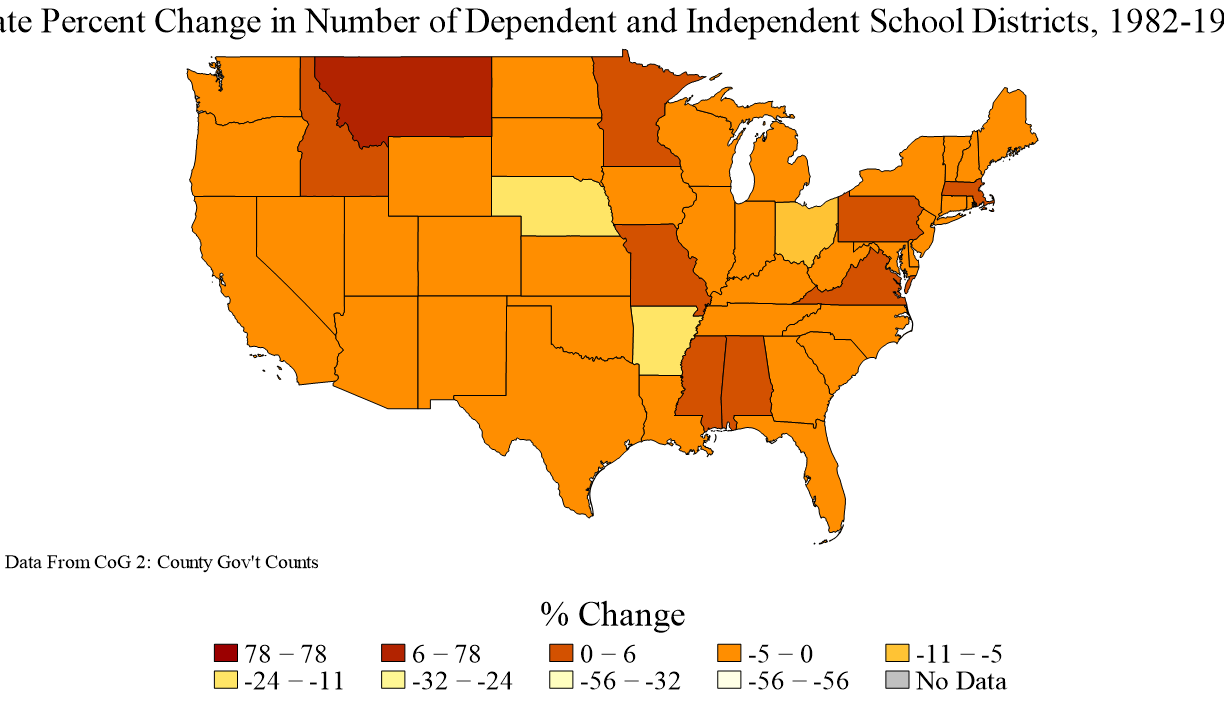 ate Percent Change in Number of Dependent and Independent School Districts, 1982-19
Data From CoG 2: County Gov't Counts
% Change
78 – 78 6 – 78 0 – 6 -5 – 0 -11 – -5
-24 – -11 -32 – -24 -56 – -32 -56 – -56 No Data